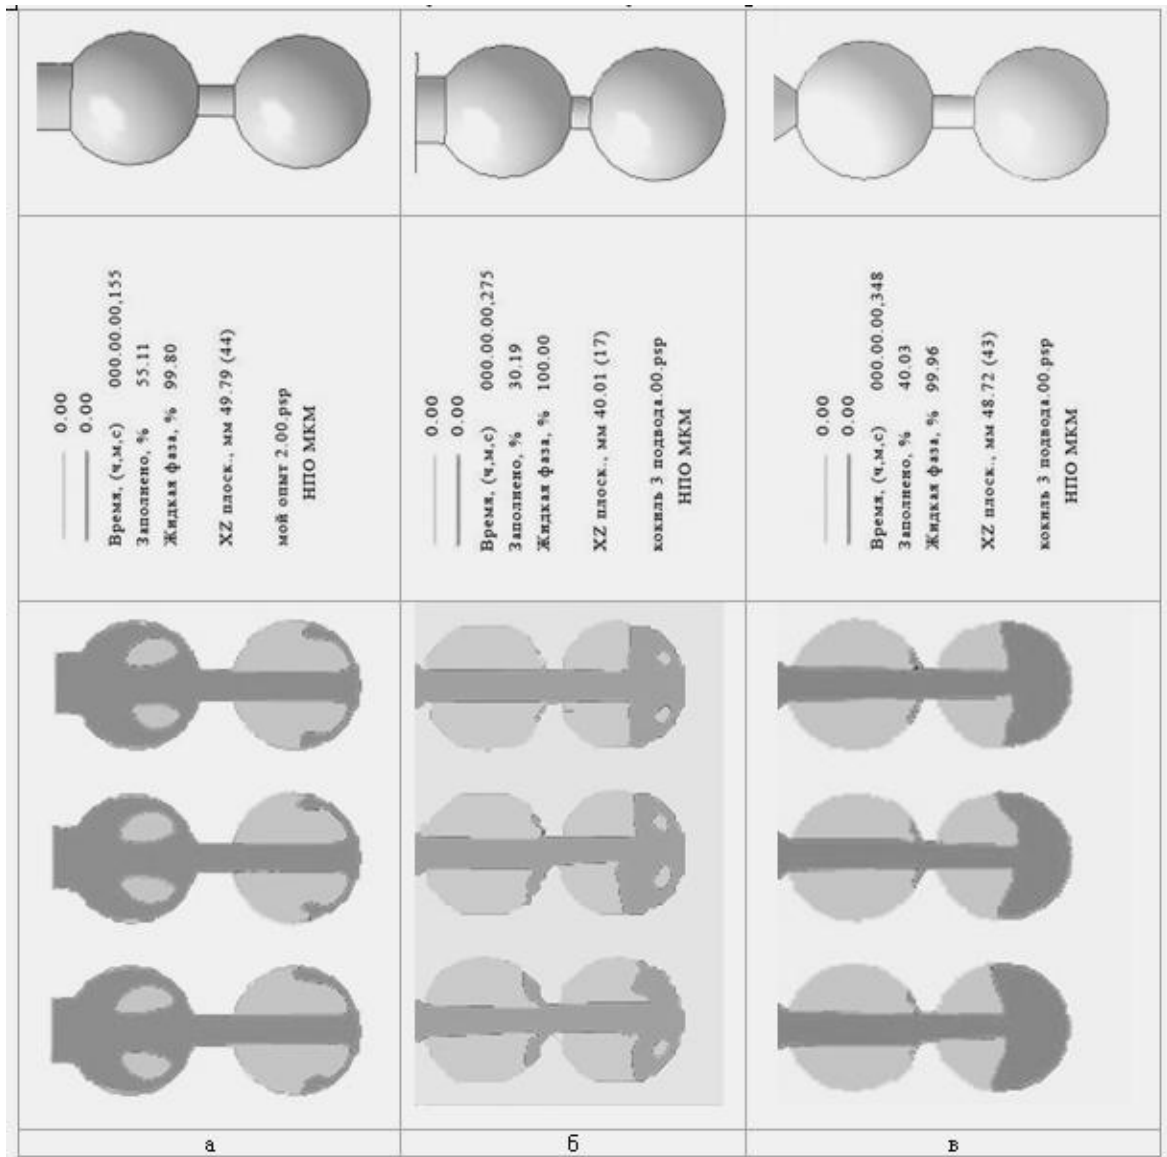 0.00
0.00
Время, (ч,м,с) 000.00.00,155
Заполнено, % 55.11
Жидкая фаза, % 99.80
XZ плоск., мм 49.79 (44)
мой опыт 2.00.psp
НПО МКМ
0.00
0.00
Время, (ч,м,с) 000.00.00,275
Заполнено, % 30.19
Жидкая фаза, % 100.00
XZ плоск., мм 40.01 (17)
кокиль 3 подвода.00.psp
НПО МКМ
0.00
0.00
Время, (ч,м,с) 000.00.00,348
Заполнено, % 40.03
Жидкая фаза, % 99.96
XZ плоск., мм 48.72 (43)
кокиль 3 подвода.00.psp
НПО МКМ
а б в